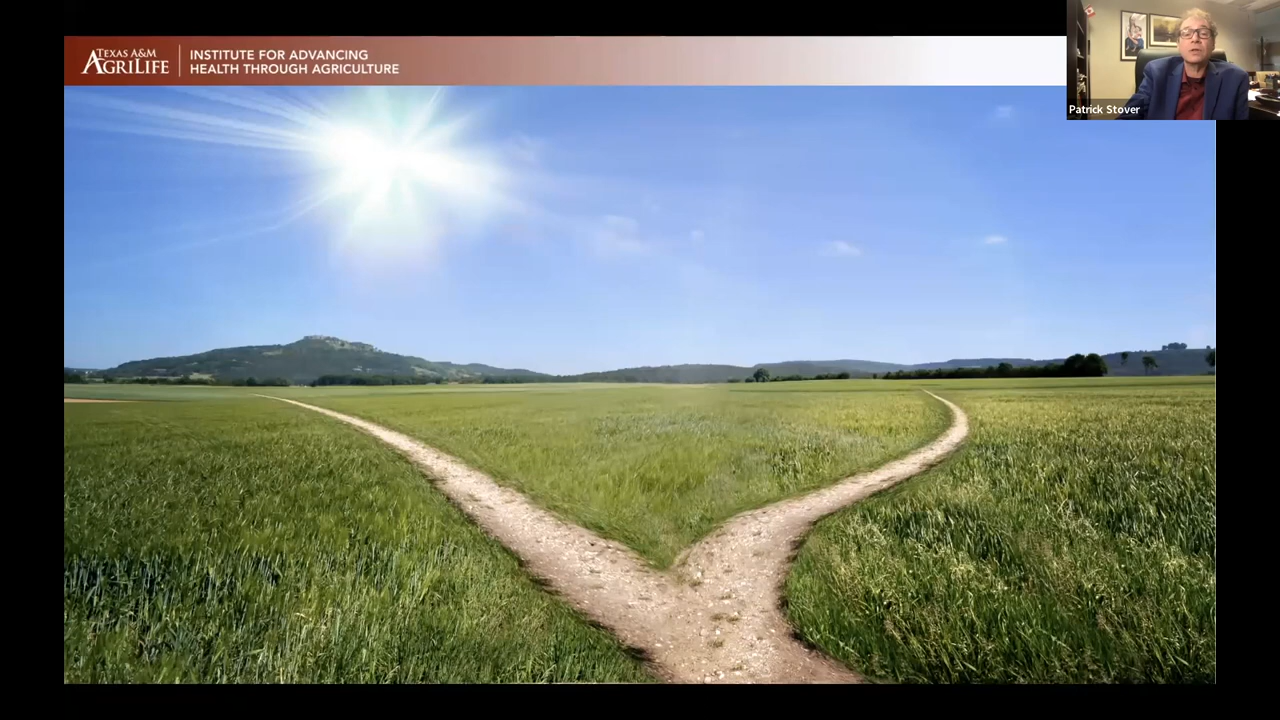 TEXAS A&M
AGRILIFE
INSTITUTE FOR ADVANCING
HEALTH THROUGH AGRICULTURE
Patrick Stover